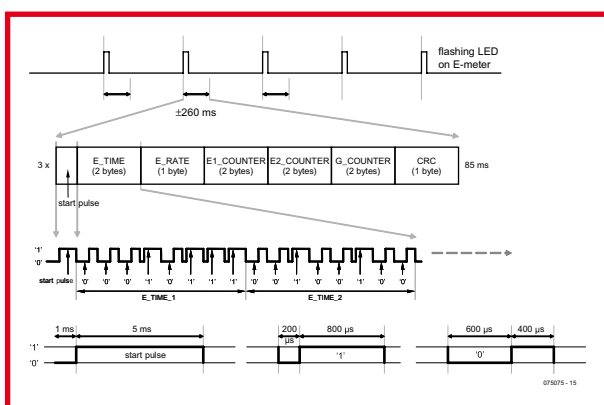 flashing LED
on E-meter
±260 ms
3 x
E_TIME
(2 bytes)
E_RATE
(1 byte)
E1_COUNTER
(2 bytes)
E2_COUNTER
(2 bytes)
G_COUNTER
(2 bytes)
CRC
(1 byte)
85 ms
start pulse
'1'
'0'
start pulse
'0' '0' '0' '1' '0' '1' '1' '1' '0' '0' '1' '0' '0' '1' '0' '0'
E_TIME_1
E_TIME_2
1 ms
5 ms
200 µs
800 µs
600 µs
400 µs
'1'
'0'
start pulse
'1'
'0'
075075 - 15